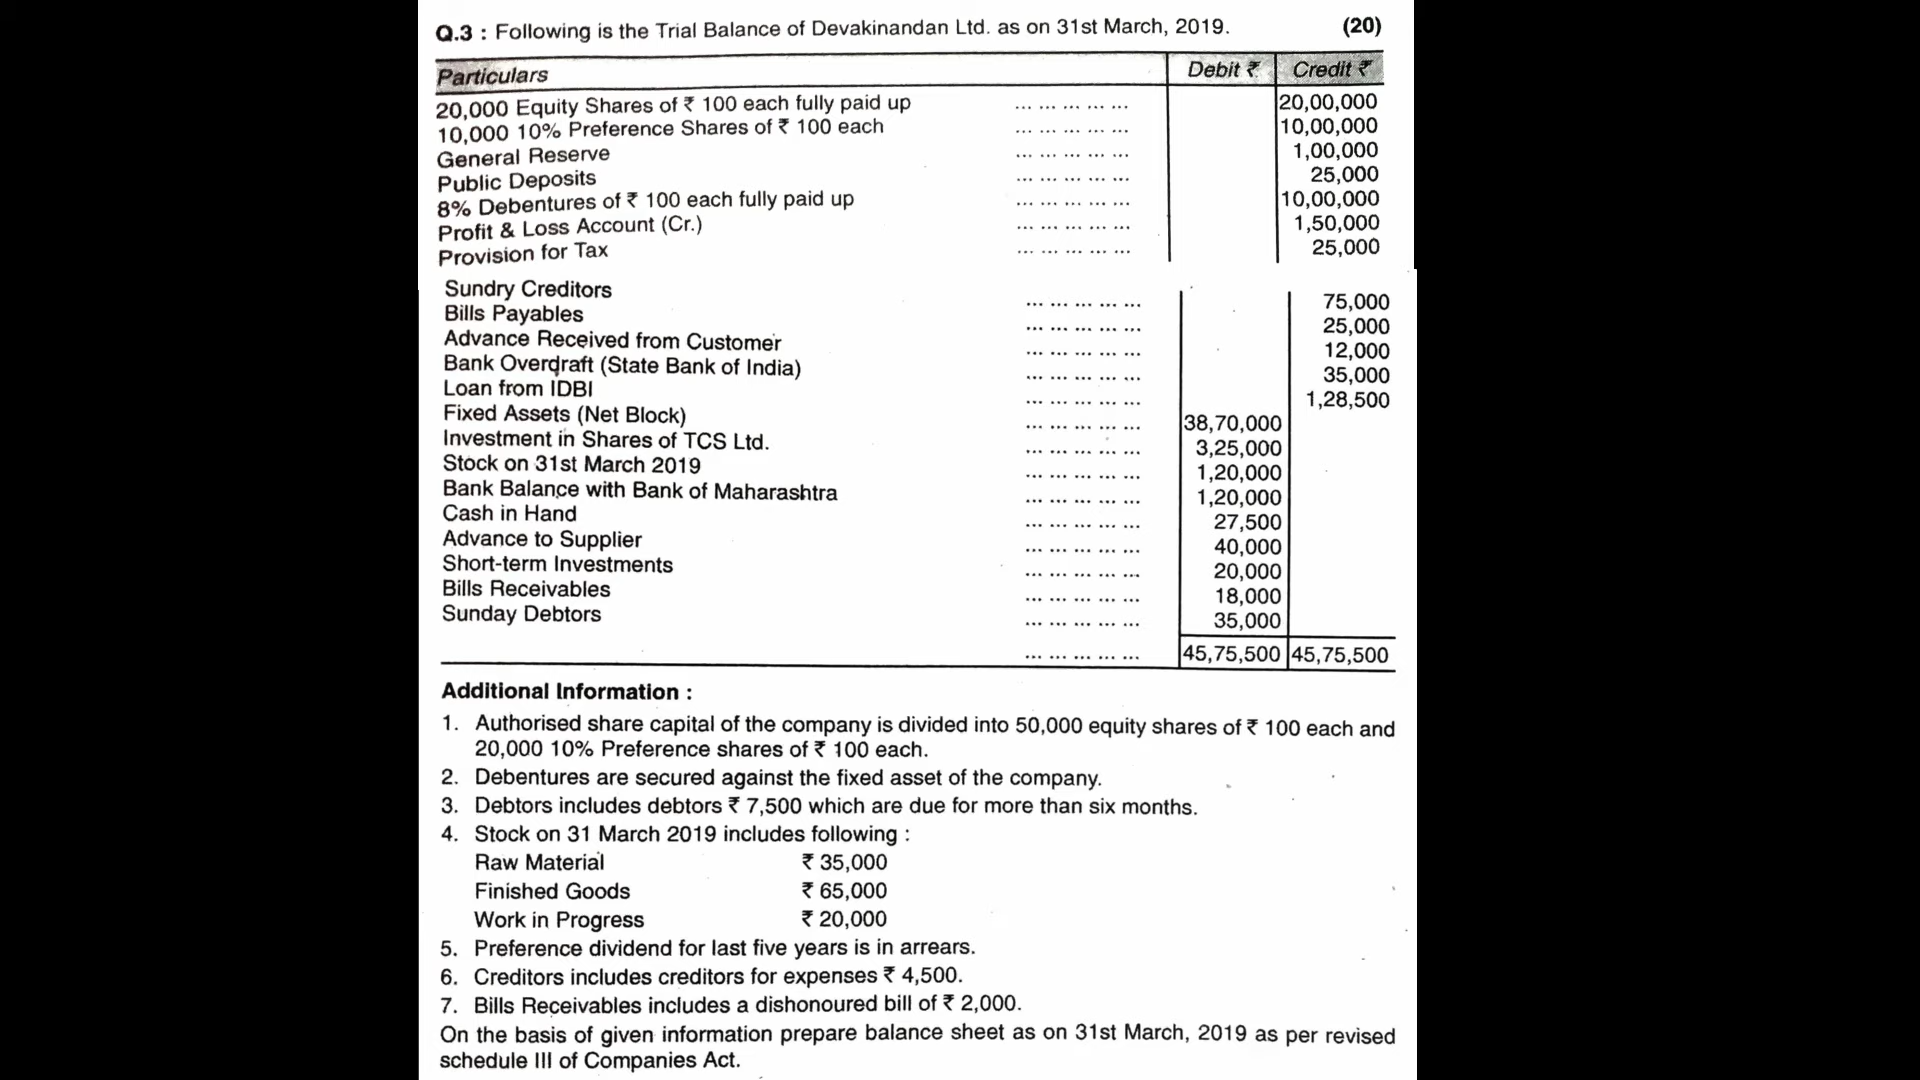 Q.3 : Following is the Trial Balance of Devakinandan Ltd. as on 31st March, 2019. (20)
Particulars Debit ₹ Credit ₹
20,000 Equity Shares of ₹ 100 each fully paid up ... ... ... ... ... 20,00,000
10,000 10% Preference Shares of ₹ 100 each ... ... ... ... ... 10,00,000
General Reserve ... ... ... ... ... 1,00,000
Public Deposits ... ... ... ... ... 25,000
8% Debentures of ₹ 100 each fully paid up ... ... ... ... ... 10,00,000
Profit & Loss Account (Cr.) ... ... ... ... ... 1,50,000
Provision for Tax ... ... ... ... ... 25,000
Sundry Creditors ... ... ... ... ... 75,000
Bills Payables ... ... ... ... ... 25,000
Advance Received from Customer ... ... ... ... ... 12,000
Bank Overdraft (State Bank of India) ... ... ... ... ... 35,000
Loan from IDBI ... ... ... ... ... 1,28,500
Fixed Assets (Net Block) ... ... ... ... ... 38,70,000
Investment in Shares of TCS Ltd. ... ... ... ... ... 3,25,000
Stock on 31st March 2019 ... ... ... ... ... 1,20,000
Bank Balance with Bank of Maharashtra ... ... ... ... ... 1,20,000
Cash in Hand ... ... ... ... ... 27,500
Advance to Supplier ... ... ... ... ... 40,000
Short-term Investments ... ... ... ... ... 20,000
Bills Receivables ... ... ... ... ... 18,000
Sunday Debtors ... ... ... ... ... 35,000
... ... ... ... ... 45,75,500 45,75,500
Additional Information :
1. Authorised share capital of the company is divided into 50,000 equity shares of ₹ 100 each and
20,000 10% Preference shares of ₹ 100 each.
2. Debentures are secured against the fixed asset of the company.
3. Debtors includes debtors ₹ 7,500 which are due for more than six months.
4. Stock on 31 March 2019 includes following :
Raw Material ₹ 35,000
Finished Goods ₹ 65,000
Work in Progress ₹ 20,000
5. Preference dividend for last five years is in arrears.
6. Creditors includes creditors for expenses ₹ 4,500.
7. Bills Receivables includes a dishonoured bill of ₹ 2,000.
On the basis of given information prepare balance sheet as on 31st March, 2019 as per revised
schedule III of Companies Act.